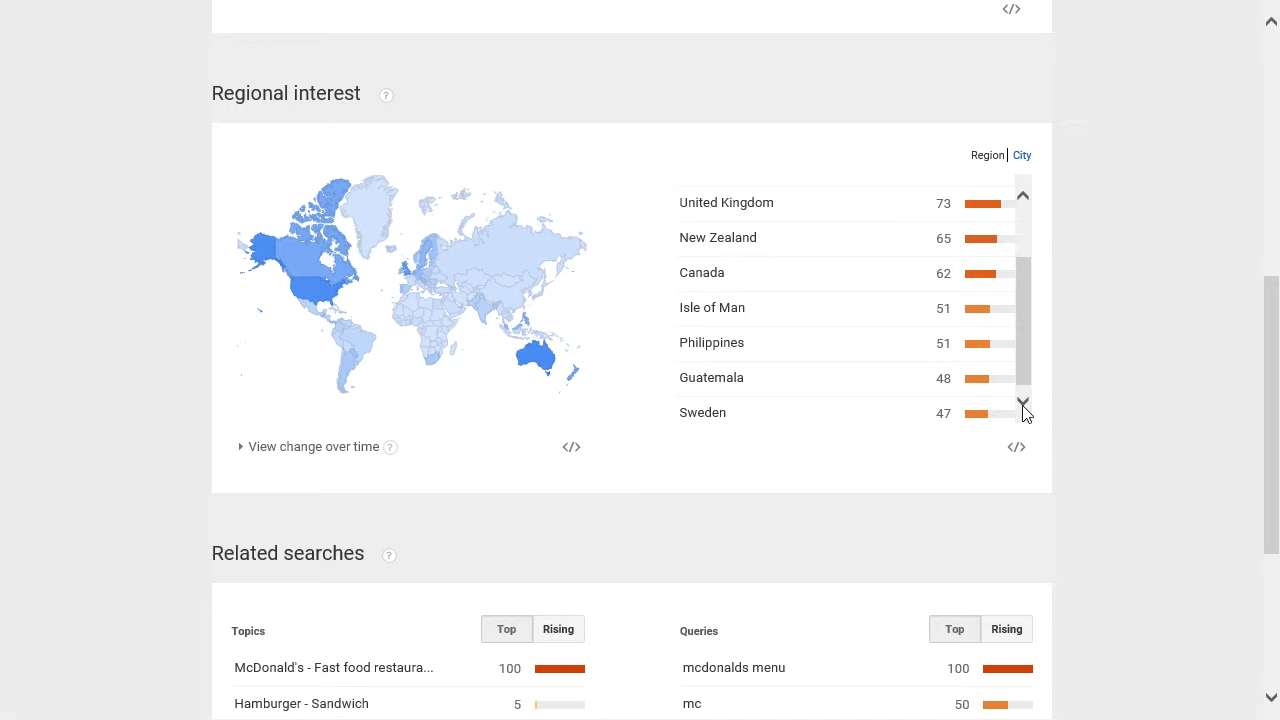 Regional interest ?
Region | City
United Kingdom 73
New Zealand 65
Canada 62
Isle of Man 51
Philippines 51
Guatemala 48
Sweden 47
View change over time ?
Related searches ?
Topics Top Rising
McDonald's - Fast food restaura... 100
Hamburger - Sandwich 5
Queries Top Rising
mcdonalds menu 100
mc 50